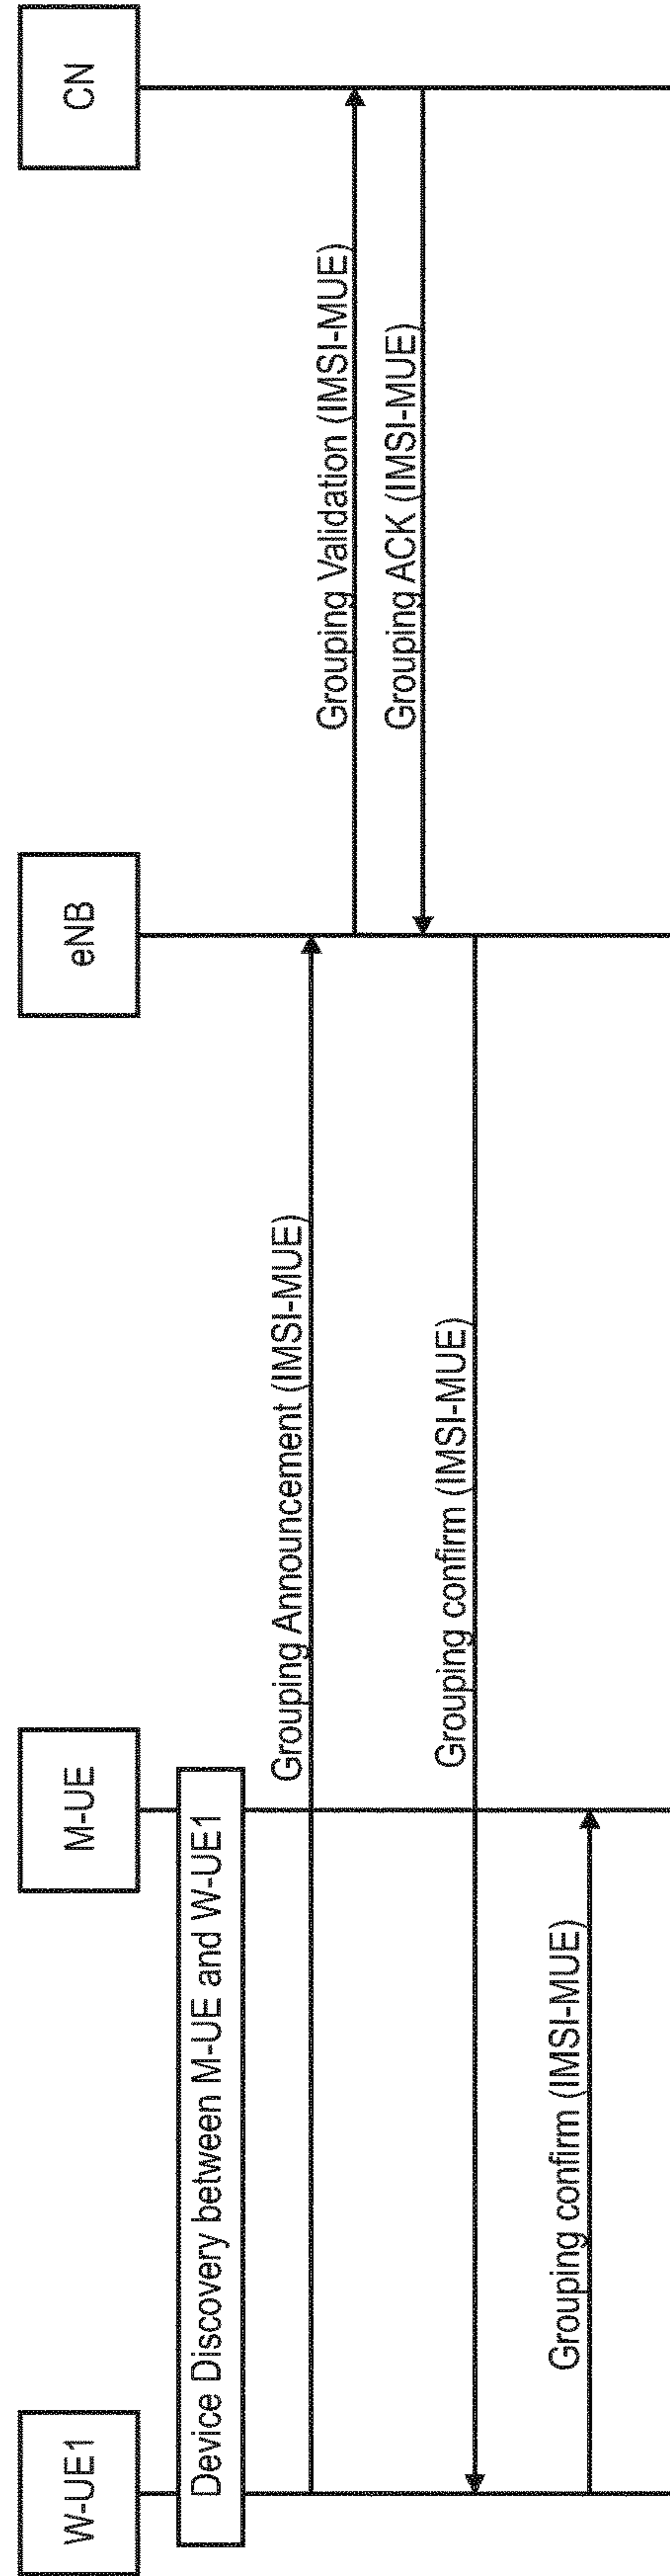 W-UE1
M-UE
eNB
CN
Device Discovery between M-UE and W-UE1
Grouping Announcement (IMSI-MUE)
Grouping Validation (IMSI-MUE)
Grouping ACK (IMSI-MUE)
Grouping confirm (IMSI-MUE)
Grouping confirm (IMSI-MUE)